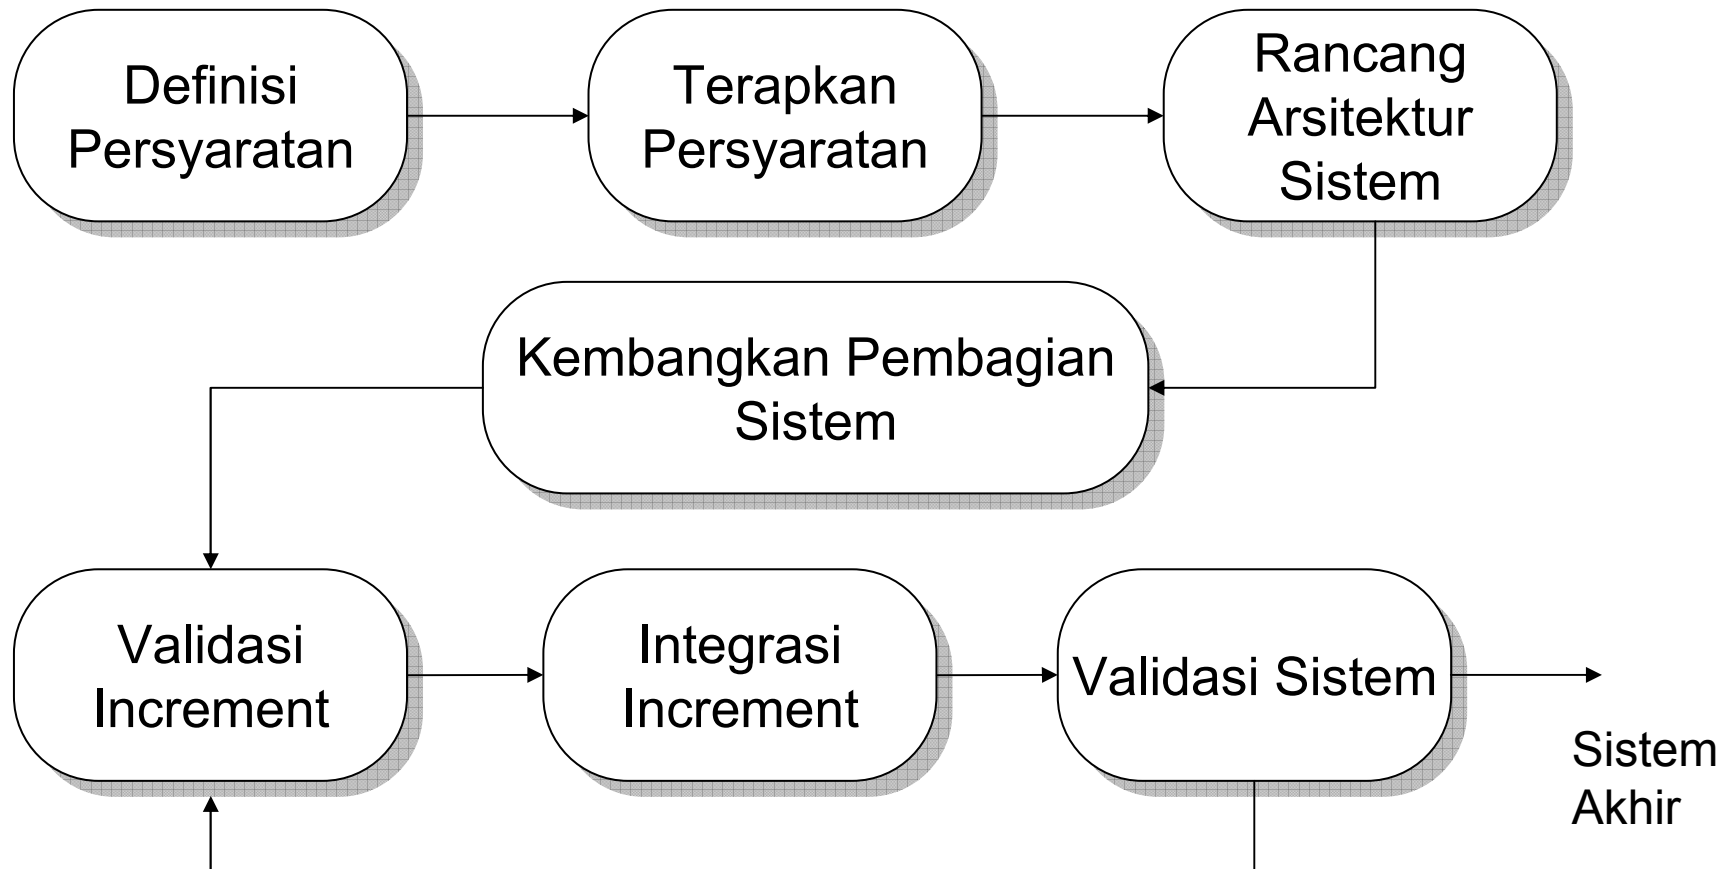 Definisi
Persyaratan
Terapkan
Persyaratan
Rancang
Arsitektur
Sistem
Kembangkan Pembagian
Sistem
Validasi
Increment
Integrasi
Increment
Validasi Sistem
Sistem
Akhir